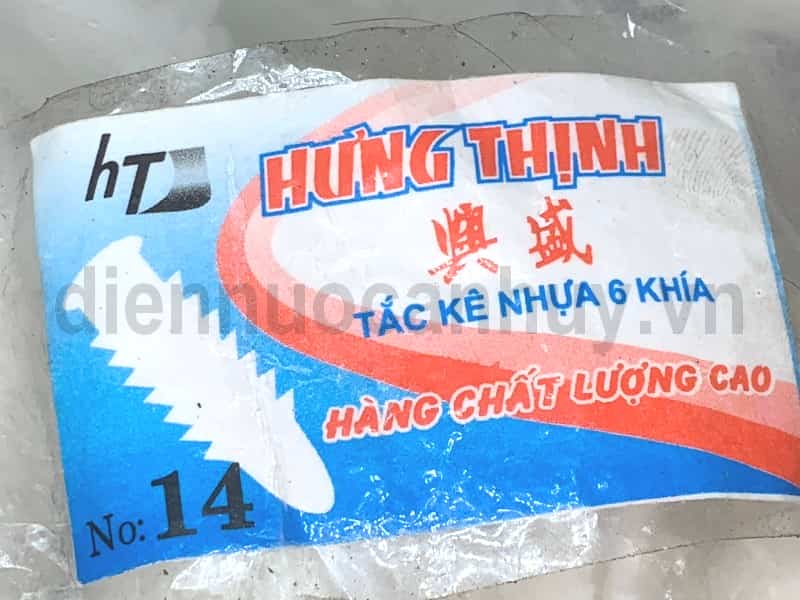 hT
HƯNG THỊNH
興盛
TẮC KÊ NHỰA 6 KHÍA
diennuocanhuy.vn
HÀNG CHẤT LƯỢNG CAO
No: 14